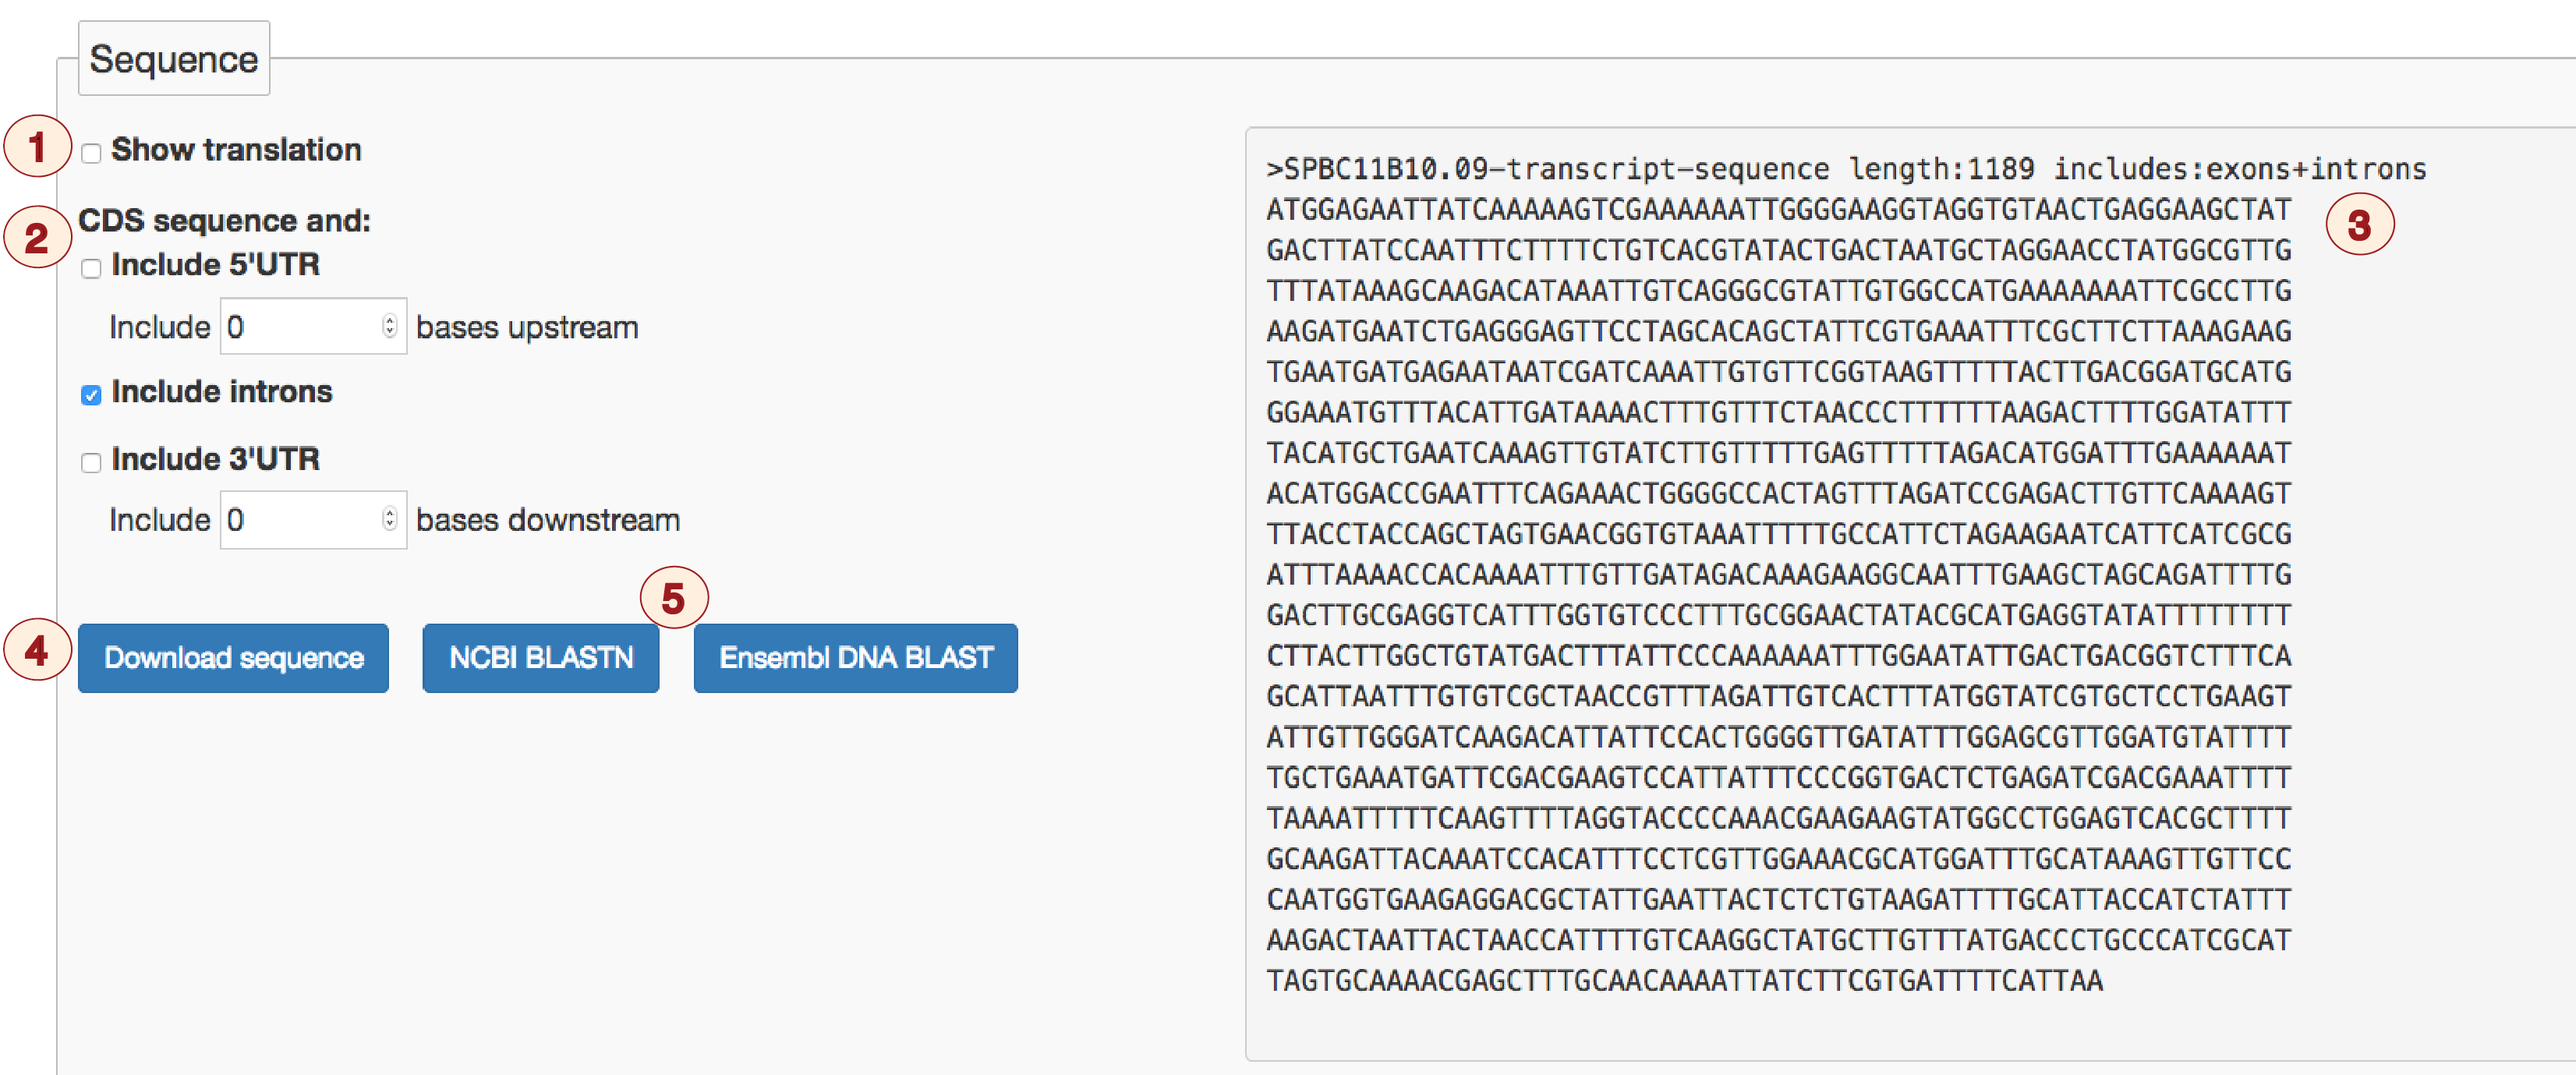 Sequence
1
Show translation
2
CDS sequence and:
Include 5'UTR
Include 0 bases upstream
Include introns
Include 3'UTR
Include 0 bases downstream
5
4
Download sequence
NCBI BLASTN
Ensembl DNA BLAST
>SPBC11B10.09-transcript-sequence length:1189 includes:exons+introns
3
ATGGAGAATTATCAAAAAGTCGAAAAAATTGGGGAAGGTAGGTGTAACTGAGGAAGCTAT
GACTTATCCAATTTCTTTTCTGTCACGTATACTGACTAATGCTAGGAACCTATGGCGTTG
TTTATAAAGCAAGACATAAATTGTCAGGGCGTATTGTGGCCATGAAAAAAATTCGCCTTG
AAGATGAATCTGAGGGAGTTCCTAGCACAGCTATTCGTGAAATTTCGCTTCTTAAAGAAG
TGAATGATGAGAATAATCGATCAAATTGTGTTCGGTAAGTTTTTACTTGACGGATGCATG
GGAAATGTTTACATTGATAAAACTTTGTTTCTAACCCTTTTTTAAGACTTTTGGATATTT
TACATGCTGAATCAAAGTTGTATCTTGTTTTTGAGTTTTTAGACATGGATTTGAAAAAAT
ACATGGACCGAATTTCAGAAACTGGGGCCACTAGTTTAGATCCGAGACTTGTTCAAAAGT
TTACCTACCAGCTAGTGAACGGTGTAAATTTTTGCCATTCTAGAAGAATCATTCATCGCG
ATTTAAAACCACAAAATTTGTTGATAGACAAAGAAGGCAATTTGAAGCTAGCAGATTTTG
GACTTGCGAGGTCATTTGGTGTCCCTTTGCGGAACTATACGCATGAGGTATATTTTTTTT
CTTACTTGGCTGTATGACTTTATTCCCAAAAAATTTGGAATATTGACTGACGGTCTTTCA
GCATTAATTTGTGTCGCTAACCGTTTAGATTGTCACTTTATGGTATCGTGCTCCTGAAGT
ATTGTTGGGATCAAGACATTATTCCACTGGGGTTGATATTTGGAGCGTTGGATGTATTTT
TGCTGAAATGATTCGACGAAGTCCATTATTTCCCGGTGACTCTGAGATCGACGAAATTTT
TAAAATTTTTCAAGTTTTAGGTACCCCAAACGAAGAAGTATGGCCTGGAGTCACGCTTTT
GCAAGATTACAAATCCACATTTCCTCGTTGGAAACGCATGGATTTGCATAAAGTTGTTCC
CAATGGTGAAGAGGACGCTATTGAATTACTCTCTGTAAGATTTTGCATTACCATCTATTT
AAGACTAATTACTAACCATTTTGTCAAGGCTATGCTTGTTTATGACCCTGCCCATCGCAT
TAGTGCAAAACGAGCTTTGCAACAAAATTATCTTCGTGATTTTCATTAA